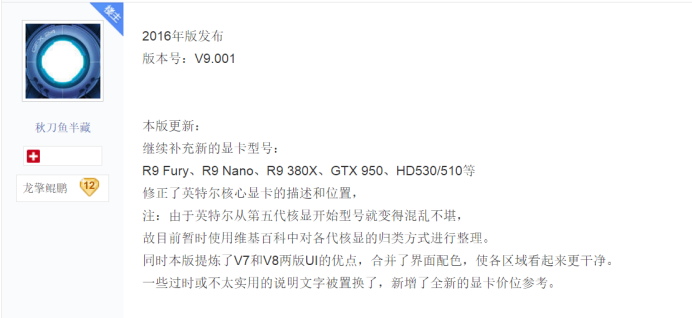 楼主
2016年版发布
版本号：V9.001
秋刀鱼半藏
龙擎鲲鹏
12
本版更新：
继续补充新的显卡型号：
R9 Fury、R9 Nano、R9 380X、GTX 950、HD530/510等
修正了英特尔核心显卡的描述和位置，
注：由于英特尔从第五代核显开始型号就变得混乱不堪，
故目前暂时使用维基百科中对各代核显的归类方式进行整理。
同时本版提炼了V7和V8两版UI的优点，合并了界面配色，使各区域看起来更干净。
一些过时或不太实用的说明文字被置换了，新增了全新的显卡价位参考。